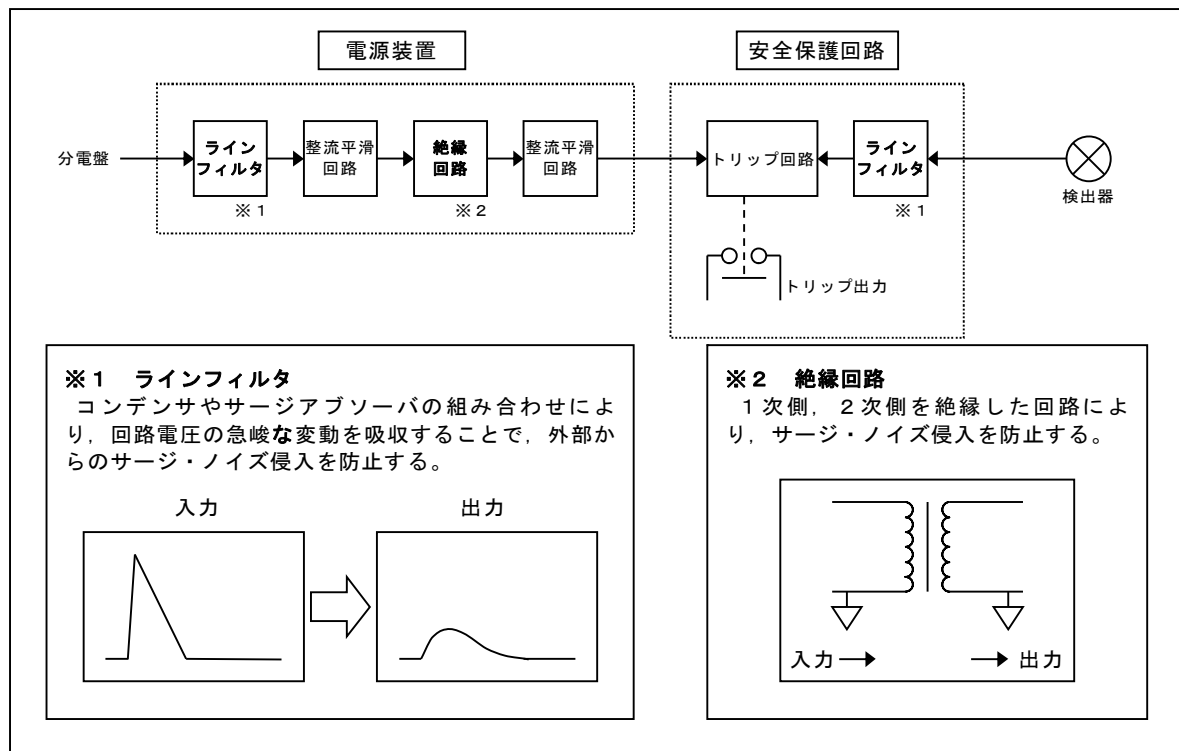 電源装置
安全保護回路
分電盤
ライン
フィルタ
※１
整流平滑
回路
絶縁
回路
※２
整流平滑
回路
トリップ回路
ライン
フィルタ
※１
検出器
トリップ出力
※１　ラインフィルタ
コンデンサやサージアブソーバの組み合わせによ
り，回路電圧の急峻な変動を吸収することで，外部か
らのサージ・ノイズ侵入を防止する。
入力
出力
※２　絶縁回路
１次側，２次側を絶縁した回路によ
り，サージ・ノイズ侵入を防止する。
入力
出力